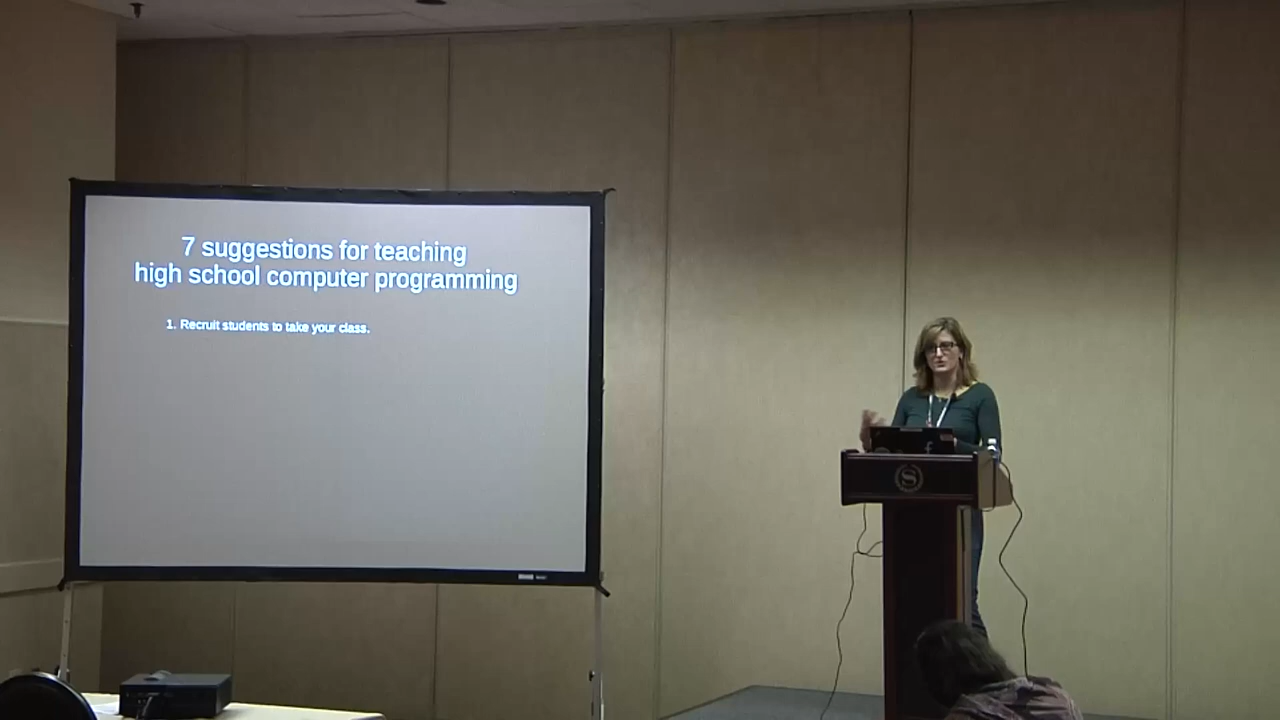 7 suggestions for teaching
high school computer programming
1. Recruit students to take your class.
S